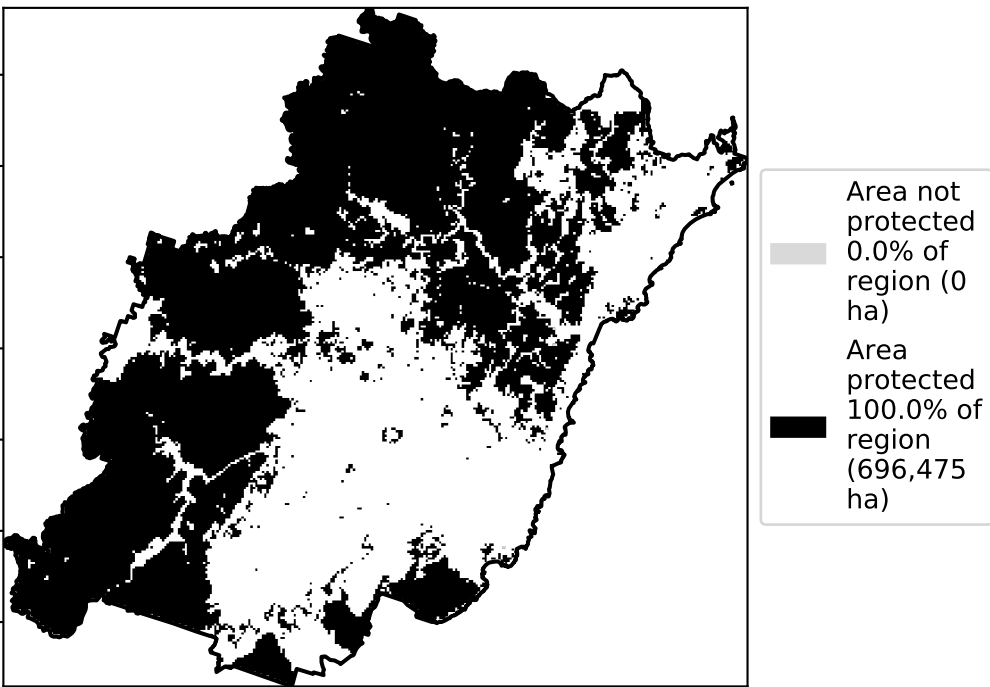 Area not
protected
0.0% of
region (0
ha)
Area
protected
100.0% of
region
(696,475
ha)